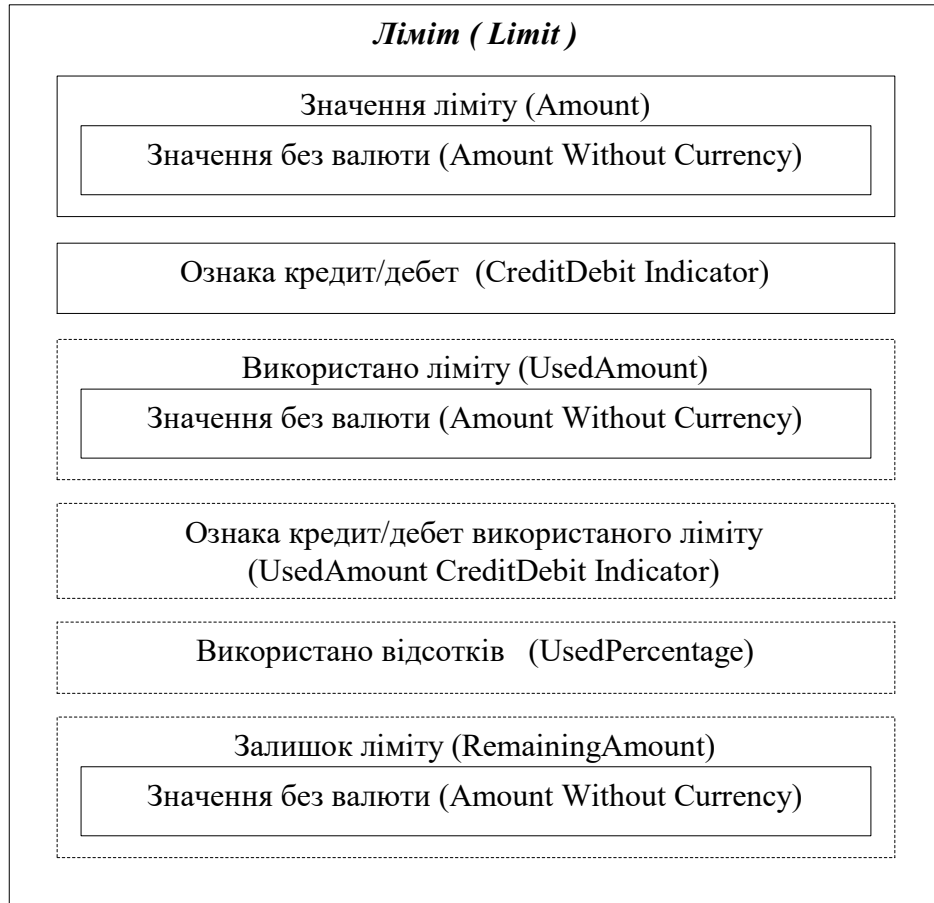 Ліміт ( Limit )
Значення ліміту (Amount)
Значення без валюти (Amount Without Currency)
Ознака кредит/дебет (CreditDebit Indicator)
Використано ліміту (UsedAmount)
Значення без валюти (Amount Without Currency)
Ознака кредит/дебет використаного ліміту
(UsedAmount CreditDebit Indicator)
Використано відсотків (UsedPercentage)
Залишок ліміту (RemainingAmount)
Значення без валюти (Amount Without Currency)